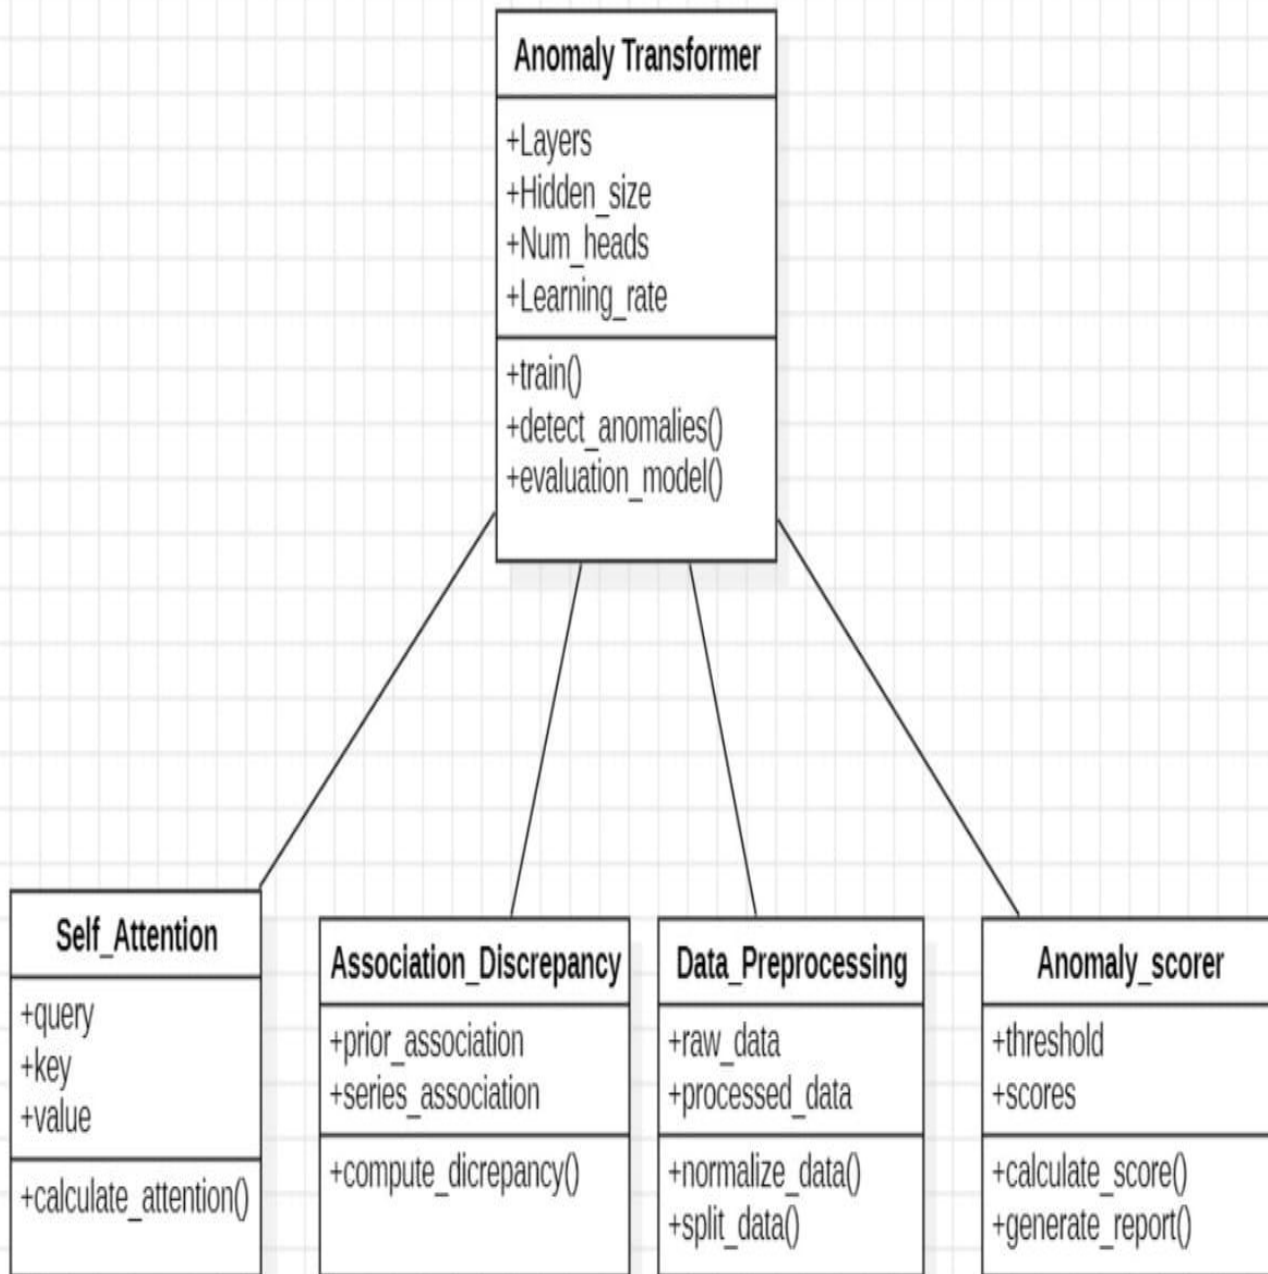 Anomaly Transformer
+Layers
+Hidden_size
+Num_heads
+Learning_rate
+train()
+detect_anomalies()
+evaluation_model()
Self_Attention
+query
+key
+value
+calculate_attention()
Association_Discrepancy
+prior_association
+series_association
+compute_dicrepancy()
Data_Preprocessing
+raw_data
+processed_data
+normalize_data()
+split_data()
Anomaly_scorer
+threshold
+scores
+calculate_score()
+generate_report()